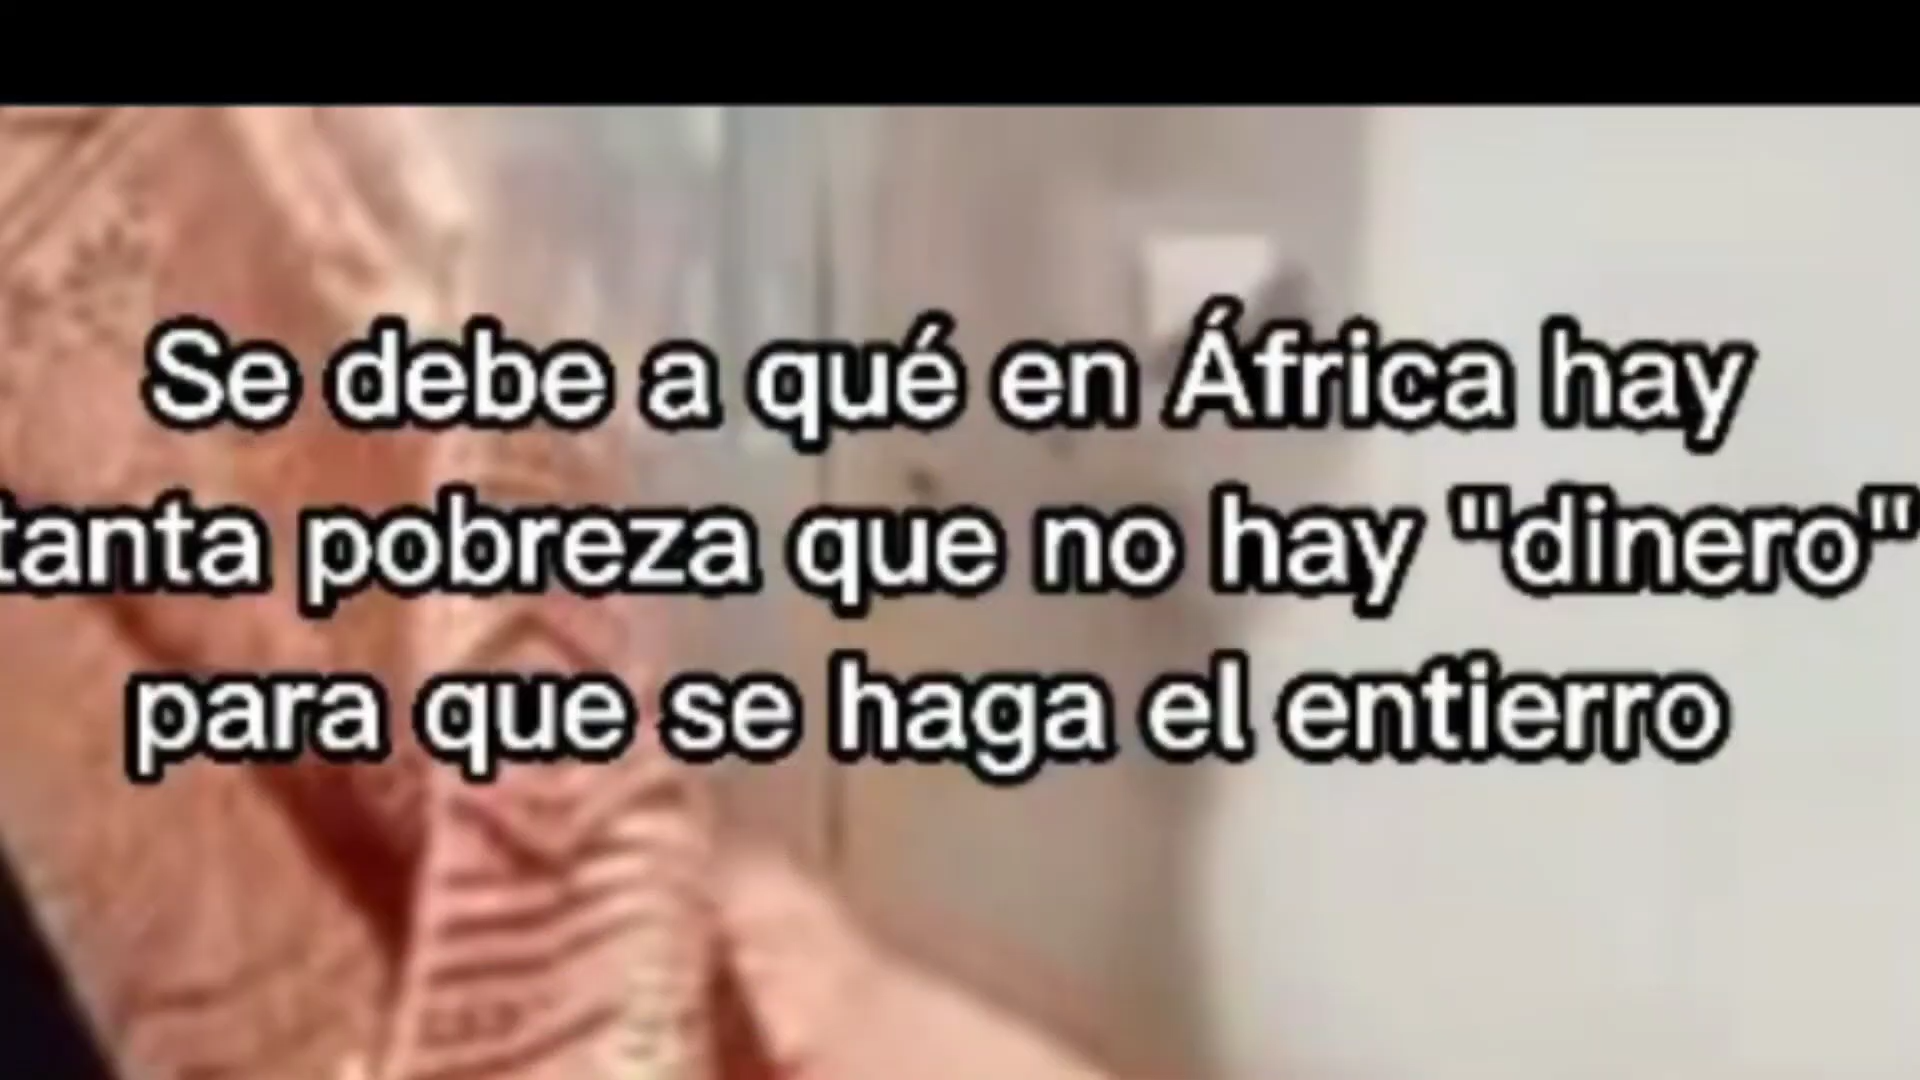 Se debe a qué en África hay
tanta pobreza que no hay "dinero"
para que se haga el entierro